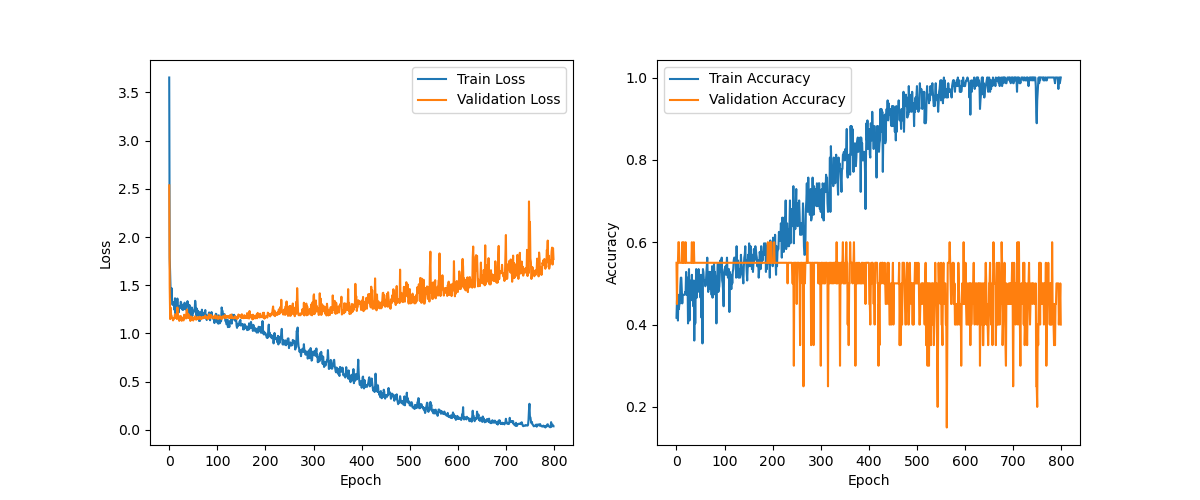 Train Loss
Validation Loss
3.5
3.0
2.5
2.0
1.5
1.0
0.5
0.0
Loss
0 100 200 300 400 500 600 700 800
Epoch
Train Accuracy
Validation Accuracy
1.0
0.8
0.6
0.4
0.2
Accuracy
0 100 200 300 400 500 600 700 800
Epoch